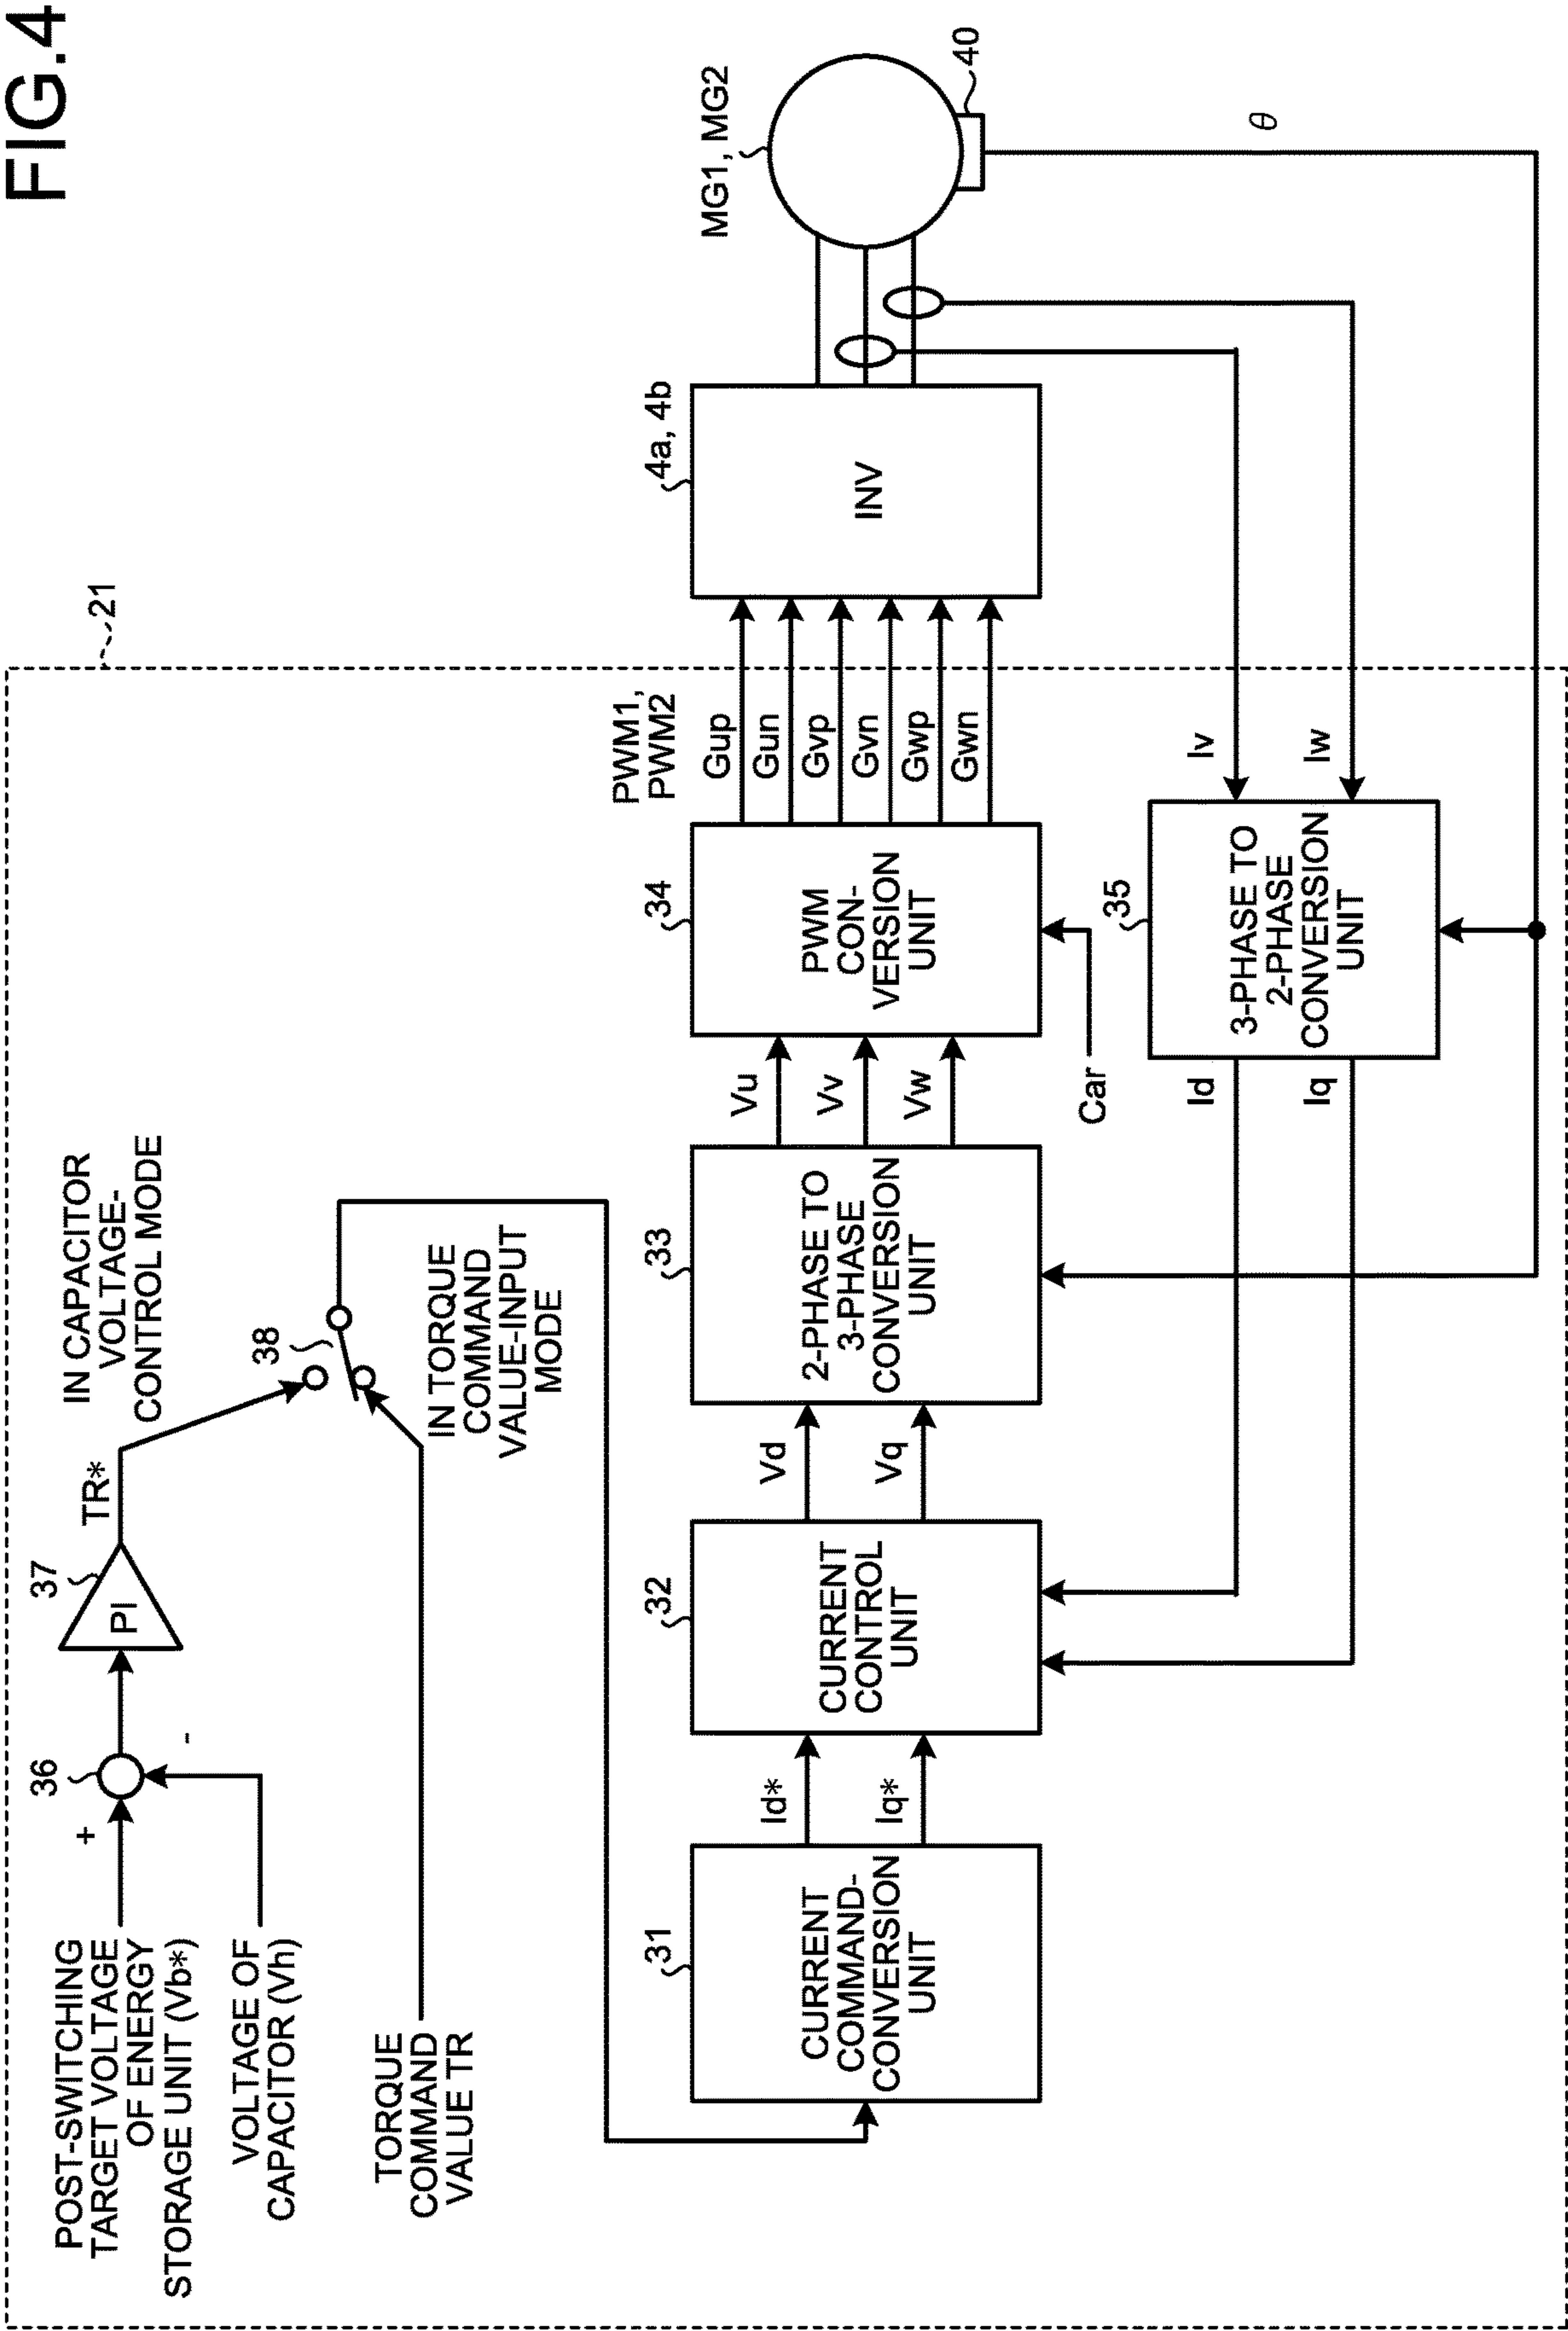 FIG.4
21
POST-SWITCHING
TARGET VOLTAGE
OF ENERGY
STORAGE UNIT (Vb*)
+
36
-
37
PI
TR*
IN CAPACITOR
VOLTAGE-
CONTROL MODE
VOLTAGE OF
CAPACITOR (Vh)
38
TORQUE
COMMAND
VALUE TR
IN TORQUE
COMMAND
VALUE-INPUT
MODE
31
CURRENT
COMMAND-
CONVERSION
UNIT
Id*
Iq*
32
CURRENT
CONTROL
UNIT
Vd
Vq
33
2-PHASE TO
3-PHASE
CONVERSION
UNIT
Vu
Vv
Vw
34
PWM
CON-
VERSION
UNIT
Car
PWM1,
PWM2
Gup
Gun
Gvp
Gvn
Gwp
Gwn
4a, 4b
INV
MG1, MG2
40
θ
35
3-PHASE TO
2-PHASE
CONVERSION
UNIT
Id
Iq
Iv
Iw